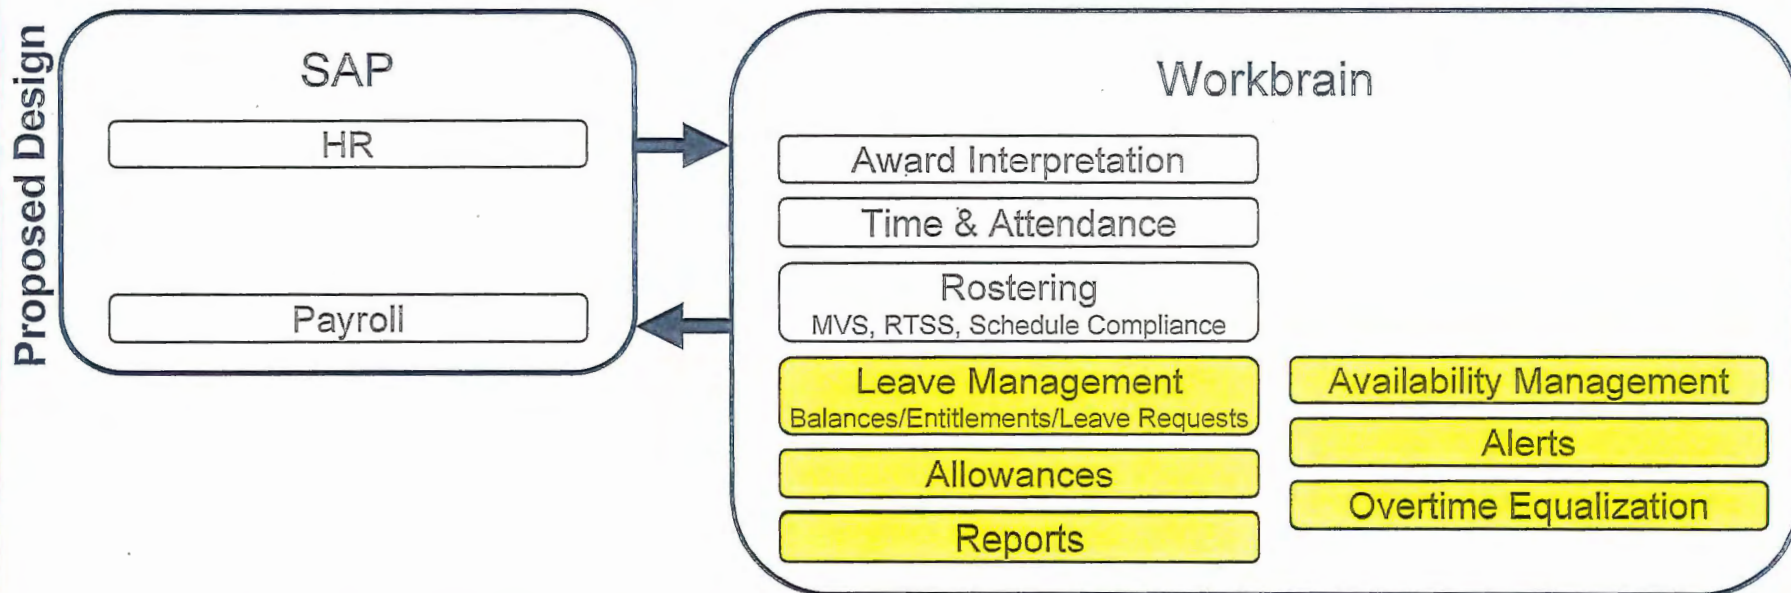 Proposed Design
SAP
HR
Payroll
Workbrain
Award Interpretation
Time & Attendance
Rostering
MVS, RTSS, Schedule Compliance
Leave Management
Balances/Entitlements/Leave Requests
Allowances
Reports
Availability Management
Alerts
Overtime Equalization